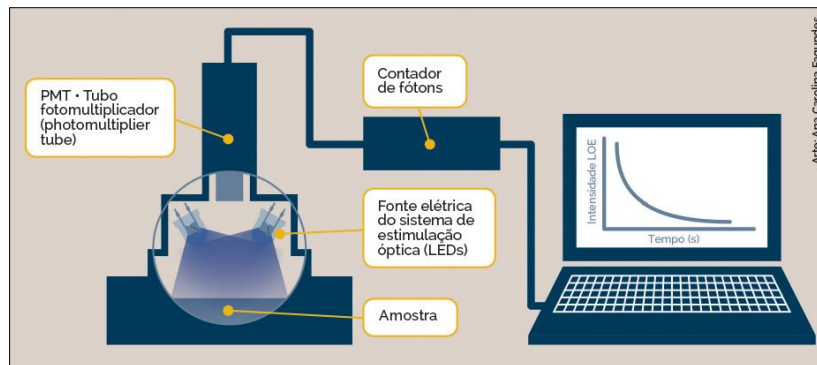 PMT • Tubo
fotomultiplicador
(photomultiplier
tube)
Contador
de fótons
Fonte elétrica
do sistema de
estimulação
óptica (LEDs)
Amostra
Intensidade LOE
Tempo (s)
Arte: Ana Carolina Fagundes